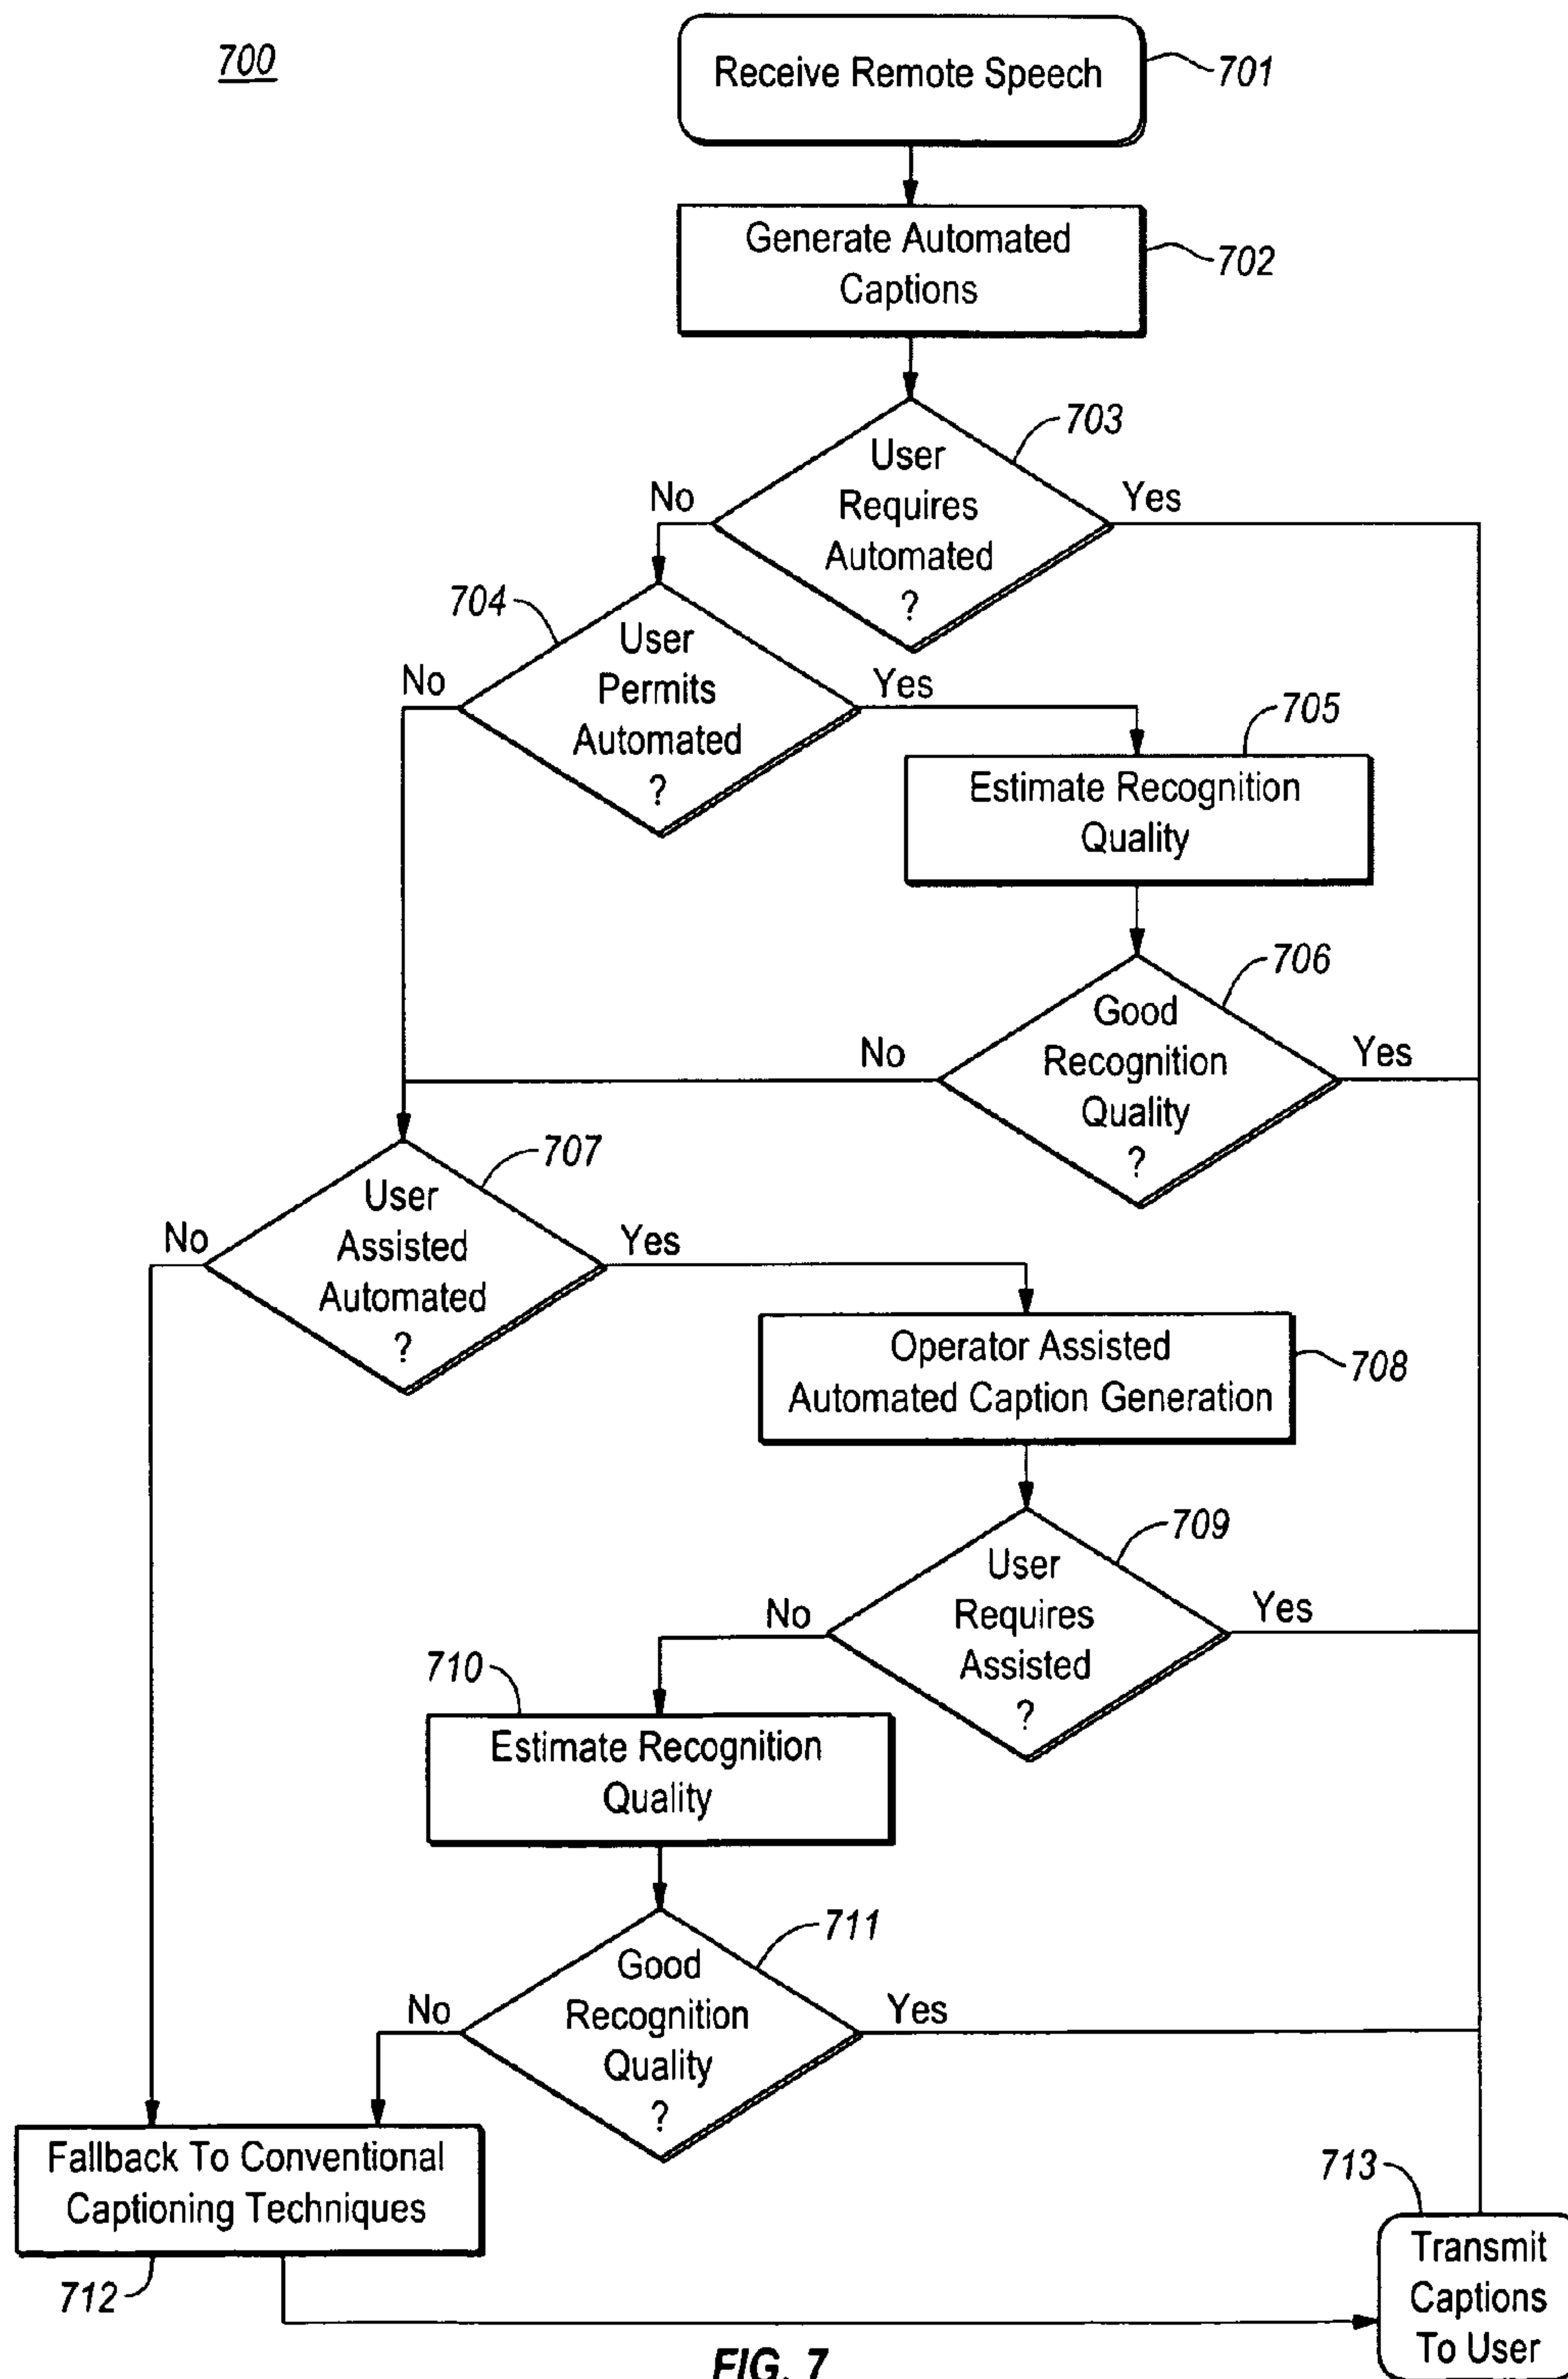 700
Receive Remote Speech
701
Generate Automated
Captions
702
703
User
Requires
Automated
?
No
Yes
704
User
Permits
Automated
?
No
Yes
705
Estimate Recognition
Quality
706
Good
Recognition
Quality
?
No
Yes
707
User
Assisted
Automated
?
No
Yes
Operator Assisted
Automated Caption Generation
708
709
User
Requires
Assisted
?
No
Yes
710
Estimate Recognition
Quality
711
Good
Recognition
Quality
?
No
Yes
Fallback To Conventional
Captioning Techniques
712
713
Transmit
Captions
To User
FIG. 7